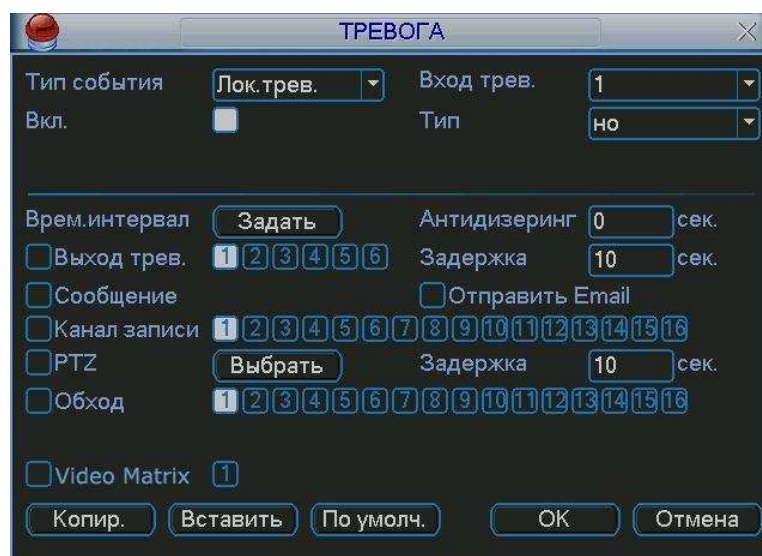 ТРЕВОГА
Тип события Лок.трев. Вход трев. 1
Вкл. Тип но
Врем.интервал Задать Антидизеринг 0 сек.
Выход трев. 1 2 3 4 5 6 Задержка 10 сек.
Сообщение Отправить Email
Канал записи 1 2 3 4 5 6 7 8 9 10 11 12 13 14 15 16
PTZ Выбрать Задержка 10 сек.
Обход 1 2 3 4 5 6 7 8 9 10 11 12 13 14 15 16
Video Matrix 1
Копир. Вставить По умолч. OK Отмена